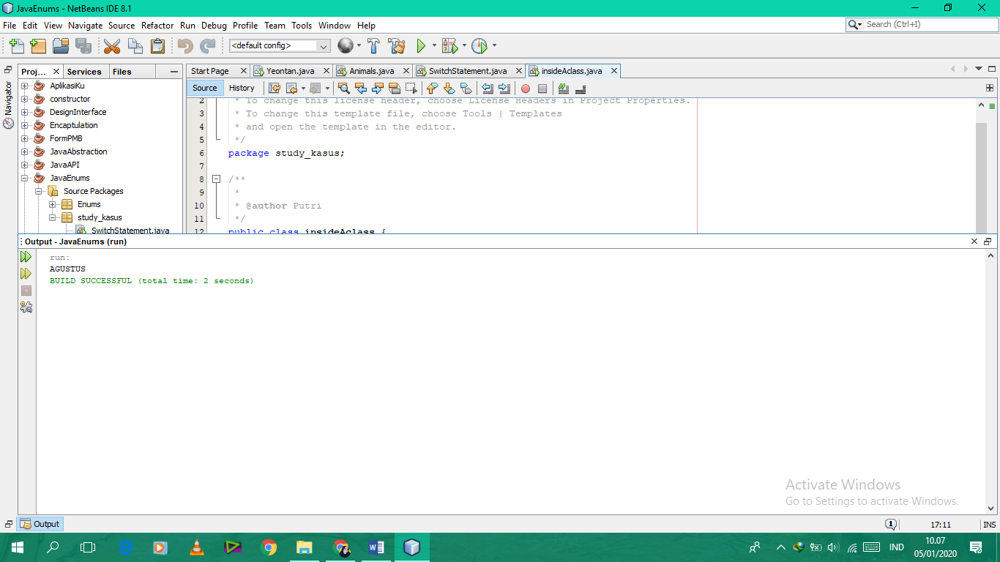 JavaEnums - NetBeans IDE 8.1
File Edit View Navigate Source Refactor Run Debug Profile Team Tools Window Help
Search (Ctrl+I)
<default config>
Proj... Services Files
Navigator
AplikasiKu
constructor
DesignInterface
Encaptulation
FormPMB
JavaAbstraction
JavaAPI
JavaEnums
Source Packages
Enums
study_kasus
SwitchStatement.java
Start Page Yeontan.java Animals.java SwitchStatement.java insideAclass.java
Source History
2 * To change this license header, choose License Headers in Project Properties.
3 * To change this template file, choose Tools | Templates
4 * and open the template in the editor.
5 */
6 package study_kasus;
7
8 /**
9 *
10 * @author Putri
11 */
12 public class insideAclass {
Output - JavaEnums (run)
run:
AGUSTUS
BUILD SUCCESSFUL (total time: 2 seconds)
Activate Windows
Go to Settings to activate Windows.
Output
1 17:11 INS
IND
10.07
05/01/2020